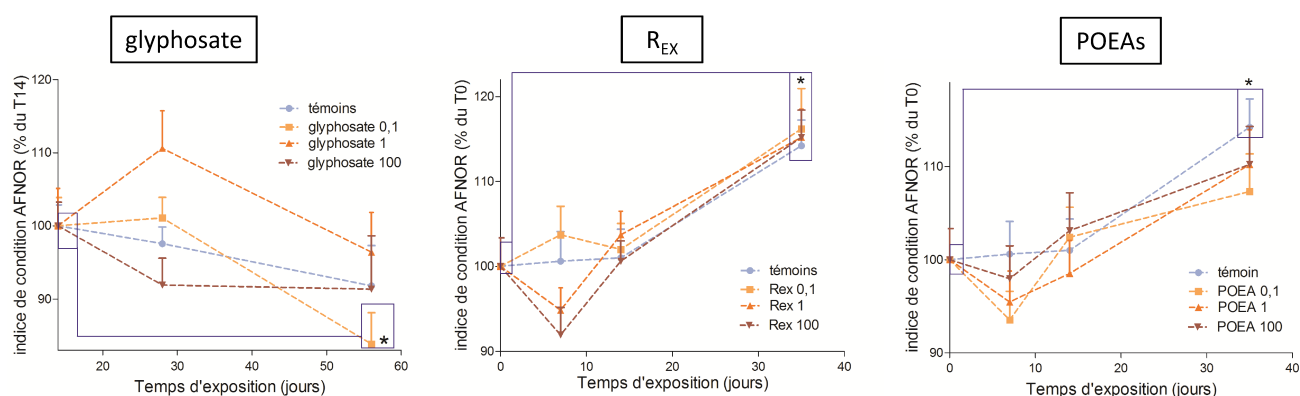 glyphosate
indice de condition AFNOR (% du T14)
120
110
100
90
20
30
40
50
60
Temps d'exposition (jours)
témoins
glyphosate 0,1
glyphosate 1
glyphosate 100
*
REX
indice de condition AFNOR (% du T0)
120
110
100
90
0
10
20
30
40
Temps d'exposition (jours)
témoins
Rex 0,1
Rex 1
Rex 100
*
POEAs
indice de condition AFNOR (% du T0)
110
100
90
0
10
20
30
40
Temps d'exposition (jours)
témoin
POEA 0,1
POEA 1
POEA 100
*